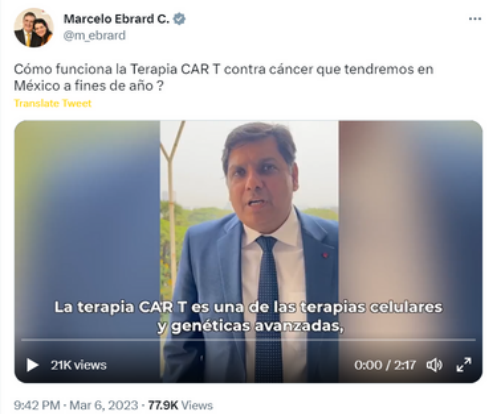 Marcelo Ebrard C.
@m_ebrard
Cómo funciona la Terapia CAR T contra cáncer que tendremos en
México a fines de año ?
Translate Tweet
La terapia CAR T es una de las terapias celulares
y genéticas avanzadas,
21K views
0:00 / 2:17
9:42 PM · Mar 6, 2023 · 77.9K Views